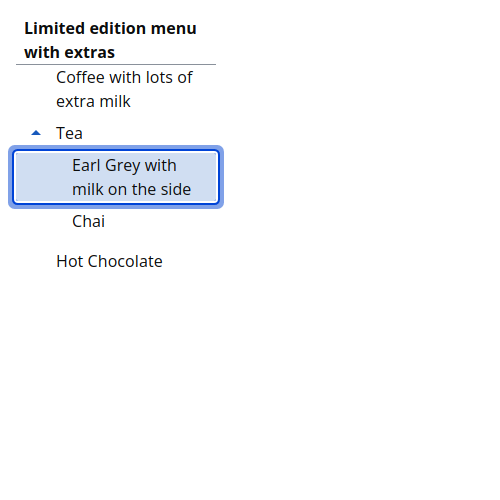 Limited edition menu
with extras
Coffee with lots of
extra milk
Tea
Earl Grey with
milk on the side
Chai
Hot Chocolate